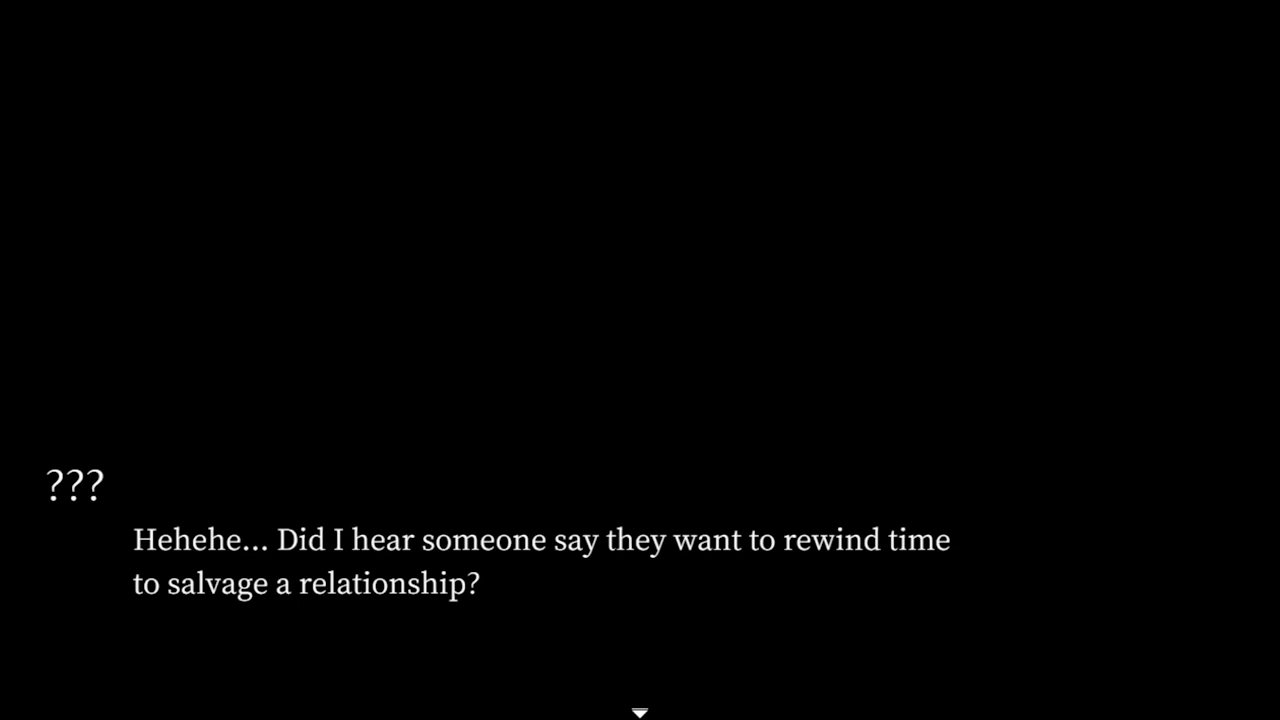 ???
Hehehe... Did I hear someone say they want to rewind time
to salvage a relationship?